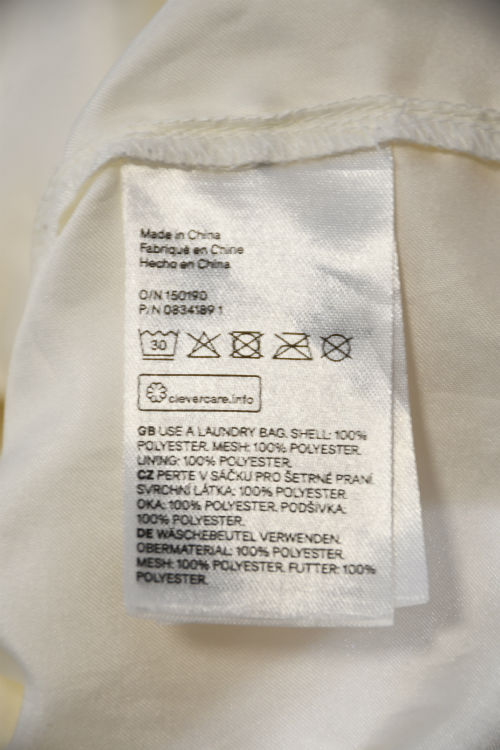 Made in China
Fabriqué en Chine
Hecho en China
O/N 150190
P/N 0834189 1
30
clevercare.info
GB USE A LAUNDRY BAG. SHELL: 100%
POLYESTER. MESH: 100% POLYESTER.
LINING: 100% POLYESTER.
CZ PERTE V SÁČKU PRO ŠETRNÉ PRANÍ.
SVRCHNÍ LÁTKA: 100% POLYESTER.
OKA: 100% POLYESTER. PODŠÍVKA:
100% POLYESTER.
DE WÄSCHEBEUTEL VERWENDEN.
OBERMATERIAL: 100% POLYESTER.
MESH: 100% POLYESTER. FUTTER: 100%
POLYESTER.